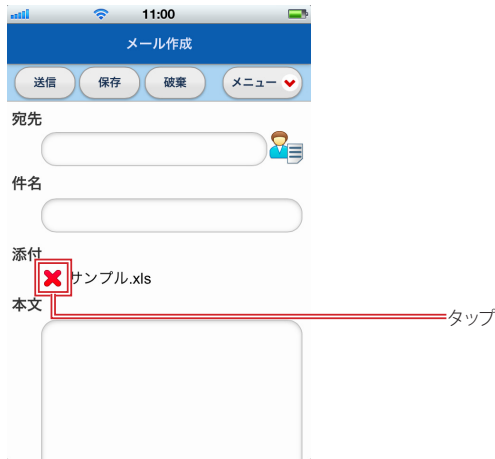 11:00
メール作成
送信 保存 破棄 メニュー
宛先
件名
添付
サンプル.xls
本文
タップ